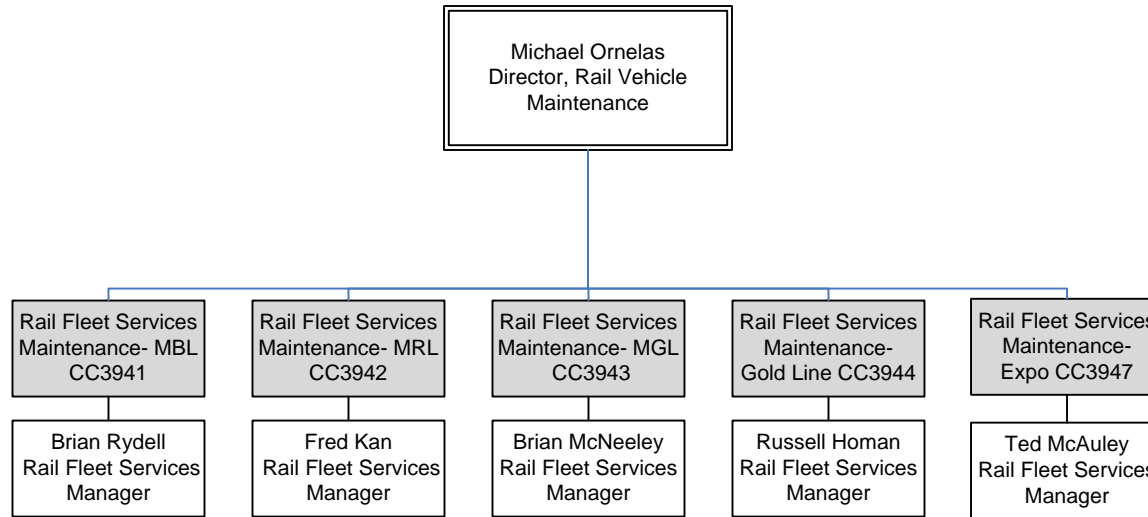 Michael Ornelas
Director, Rail Vehicle
Maintenance
Rail Fleet Services
Maintenance- MBL
CC3941
Rail Fleet Services
Maintenance- MRL
CC3942
Rail Fleet Services
Maintenance- MGL
CC3943
Rail Fleet Services
Maintenance-
Gold Line CC3944
Rail Fleet Services
Maintenance-
Expo CC3947
Brian Rydell
Rail Fleet Services
Manager
Fred Kan
Rail Fleet Services
Manager
Brian McNeeley
Rail Fleet Services
Manager
Russell Homan
Rail Fleet Services
Manager
Ted McAuley
Rail Fleet Services
Manager